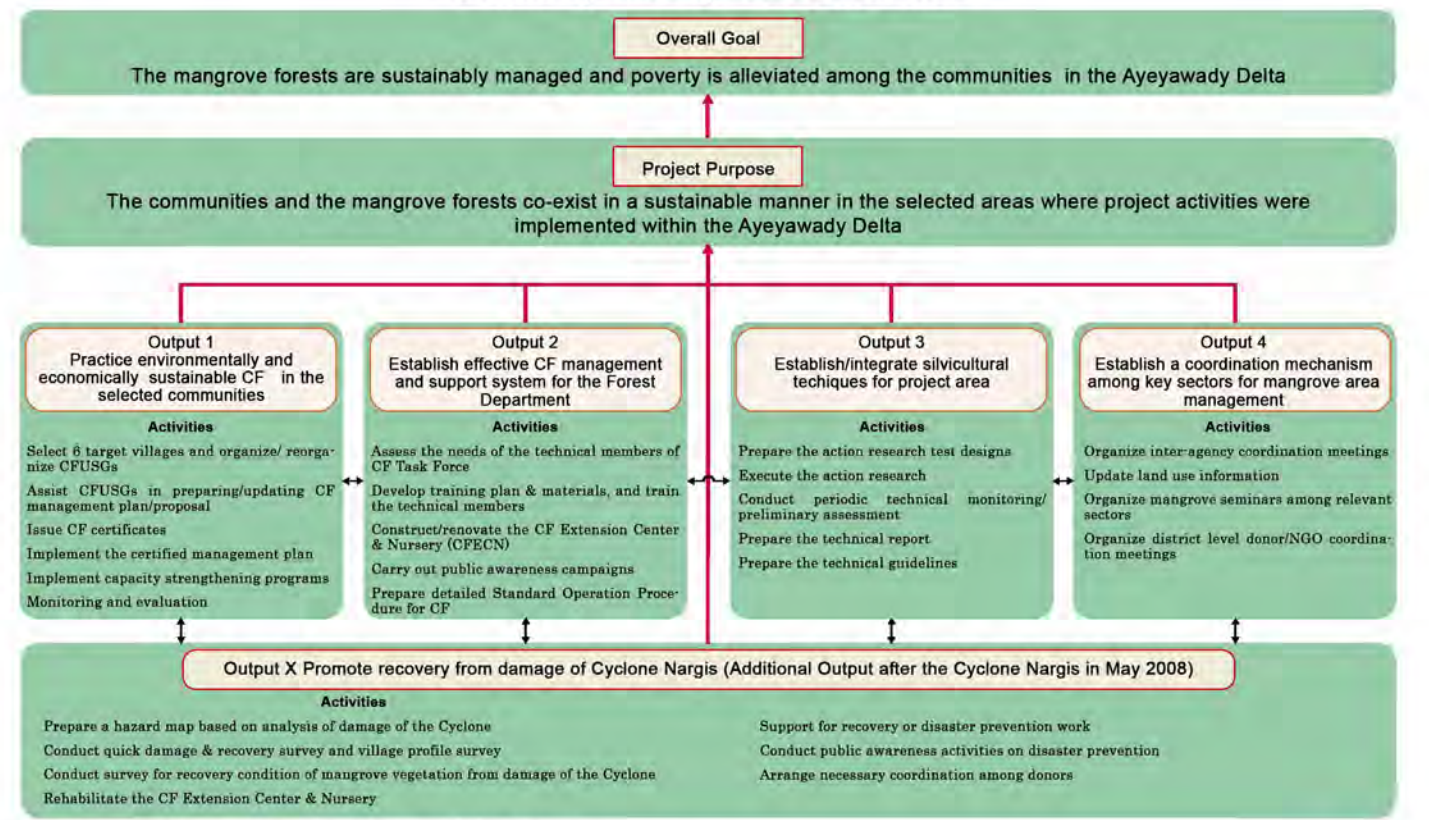 Overall Goal
The mangrove forests are sustainably managed and poverty is alleviated among the communities in the Ayeyawady Delta
Project Purpose
The communities and the mangrove forests co-exist in a sustainable manner in the selected areas where project activities were
implemented within the Ayeyawady Delta
Output 1
Practice environmentally and
economically sustainable CF in the
selected communities
Activities
Select 6 target villages and organize/ reorga-
nize CFUSGs
Assist CFUSGs in preparing/updating CF
management plan/proposal
Issue CF certificates
Implement the certified management plan
Implement capacity strengthening programs
Monitoring and evaluation
Output 2
Establish effective CF management
and support system for the Forest
Department
Activities
Assess the needs of the technical members of
CF Task Force
Develop training plan & materials, and train
the technical members
Construct/renovate the CF Extension Center
& Nursery (CFECN)
Carry out public awareness campaigns
Prepare detailed Standard Operation Proce-
dure for CF
Output 3
Establish/integrate silvicultural
techiques for project area
Activities
Prepare the action research test designs
Execute the action research
Conduct periodic technical monitoring/
preliminary assessment
Prepare the technical report
Prepare the technical guidelines
Output 4
Establish a coordination mechanism
among key sectors for mangrove area
management
Activities
Organize inter-agency coordination meetings
Update land use information
Organize mangrove seminars among relevant
sectors
Organize district level donor/NGO coordina-
tion meetings
Output X Promote recovery from damage of Cyclone Nargis (Additional Output after the Cyclone Nargis in May 2008)
Activities
Prepare a hazard map based on analysis of damage of the Cyclone
Conduct quick damage & recovery survey and village profile survey
Conduct survey for recovery condition of mangrove vegetation from damage of the Cyclone
Rehabilitate the CF Extension Center & Nursery
Support for recovery or disaster prevention work
Conduct public awareness activities on disaster prevention
Arrange necessary coordination among donors